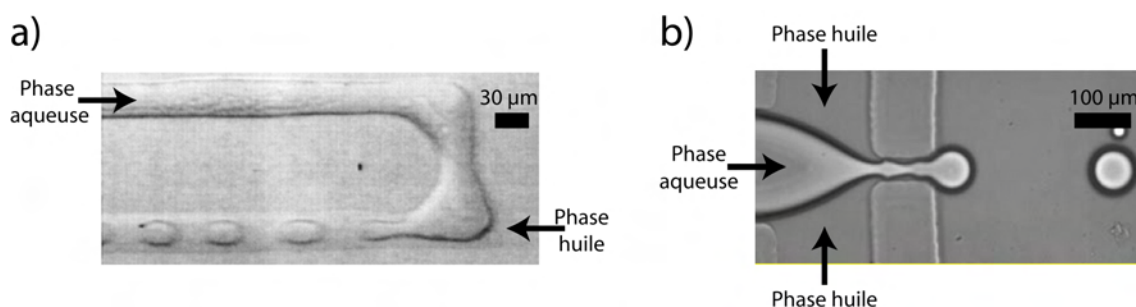 a)
Phase
aqueuse
30 µm
Phase
huile
b)
Phase huile
100 µm
Phase
aqueuse
Phase huile